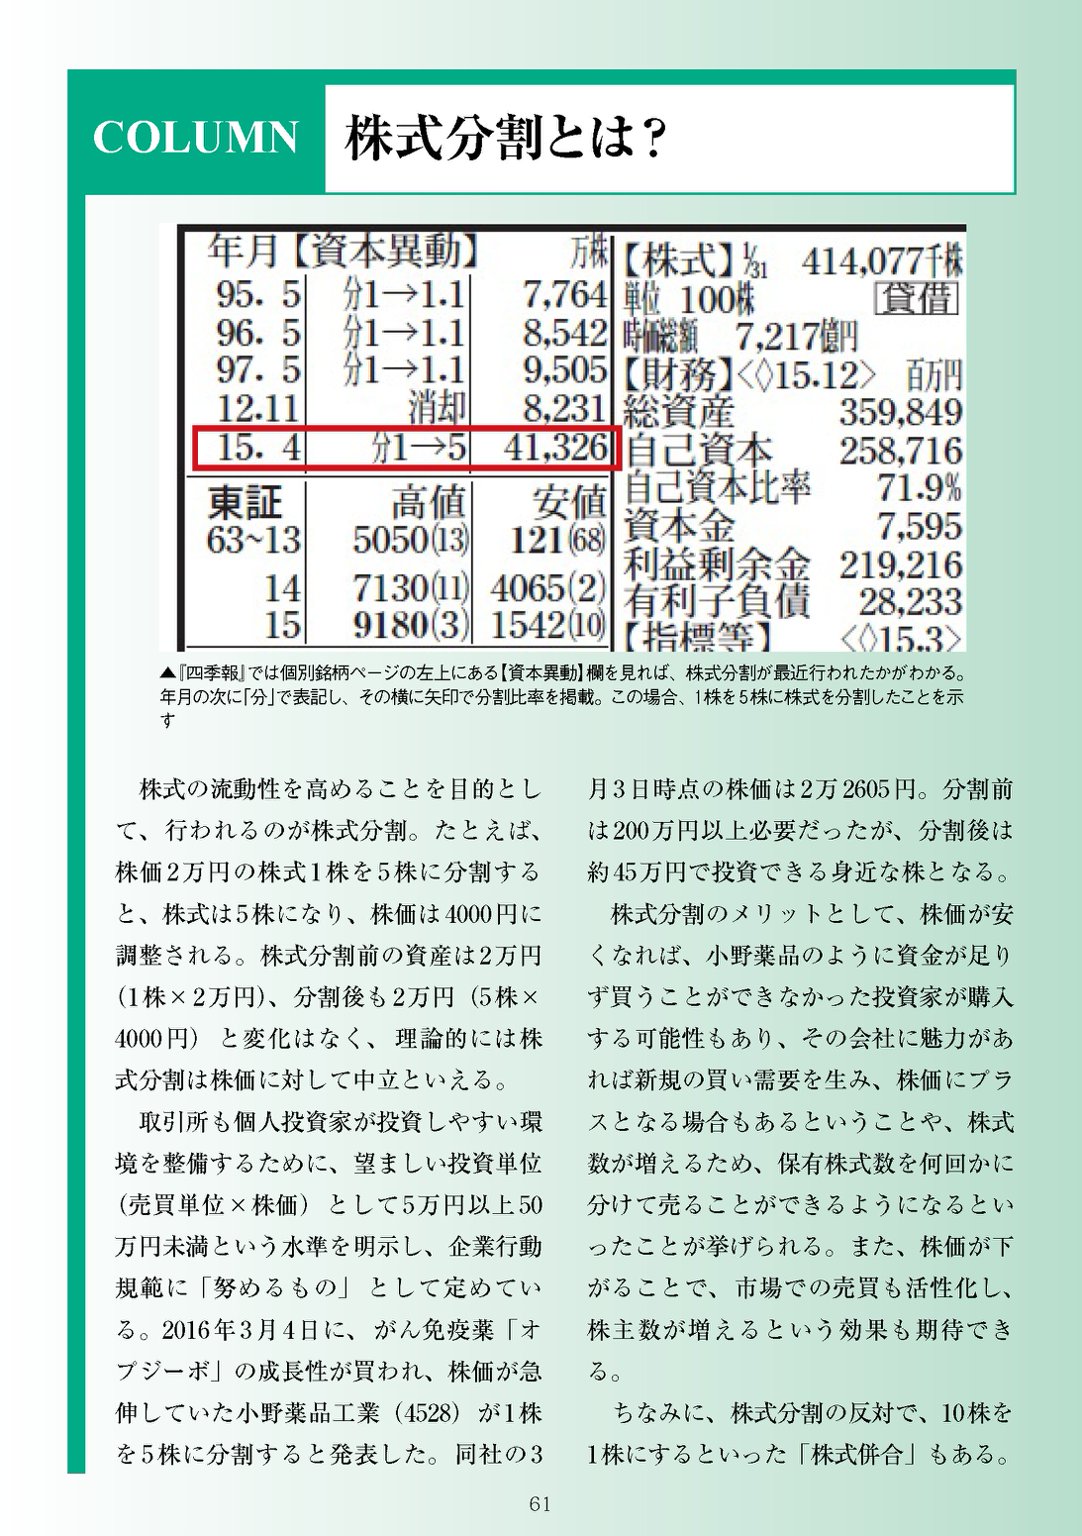 COLUMN 株式分割とは？
年月【資本異動】 万株
95. 5 分1→1.1 7,764
96. 5 分1→1.1 8,542
97. 5 分1→1.1 9,505
12.11 消却 8,231
15. 4 分1→5 41,326
東証 高値 安値
63~13 5050(13) 121(68)
14 7130(11) 4065(2)
15 9180(3) 1542(10)
【株式】1/31 414,077千株
単位 100株 貸借
時価総額 7,217億円
【財務】<◇15.12> 百万円
総資産 359,849
自己資本 258,716
自己資本比率 71.9%
資本金 7,595
利益剰余金 219,216
有利子負債 28,233
【指標等】 <◇15.3>
▲『四季報』では個別銘柄ページの左上にある【資本異動】欄を見れば、株式分割が最近行われたかがわかる。
年月の次に「分」で表記し、その横に矢印で分割比率を掲載。この場合、1株を5株に株式を分割したことを示
す
株式の流動性を高めることを目的とし
て、行われるのが株式分割。たとえば、
株価2万円の株式1株を5株に分割する
と、株式は5株になり、株価は4000円に
調整される。株式分割前の資産は2万円
（1株×2万円）、分割後も2万円（5株×
4000円）と変化はなく、理論的には株
式分割は株価に対して中立といえる。
取引所も個人投資家が投資しやすい環
境を整備するために、望ましい投資単位
（売買単位×株価）として5万円以上50
万円未満という水準を明示し、企業行動
規範に「努めるもの」として定めてい
る。2016年3月4日に、がん免疫薬「オ
プジーボ」の成長性が買われ、株価が急
伸していた小野薬品工業（4528）が1株
を5株に分割すると発表した。同社の3
月3日時点の株価は2万2605円。分割前
は200万円以上必要だったが、分割後は
約45万円で投資できる身近な株となる。
株式分割のメリットとして、株価が安
くなれば、小野薬品のように資金が足り
ず買うことができなかった投資家が購入
する可能性もあり、その会社に魅力があ
れば新規の買い需要を生み、株価にプラ
スとなる場合もあるということや、株式
数が増えるため、保有株式数を何回かに
分けて売ることができるようになるとい
ったことが挙げられる。また、株価が下
がることで、市場での売買も活性化し、
株主数が増えるという効果も期待でき
る。
ちなみに、株式分割の反対で、10株を
1株にするといった「株式併合」もある。
61